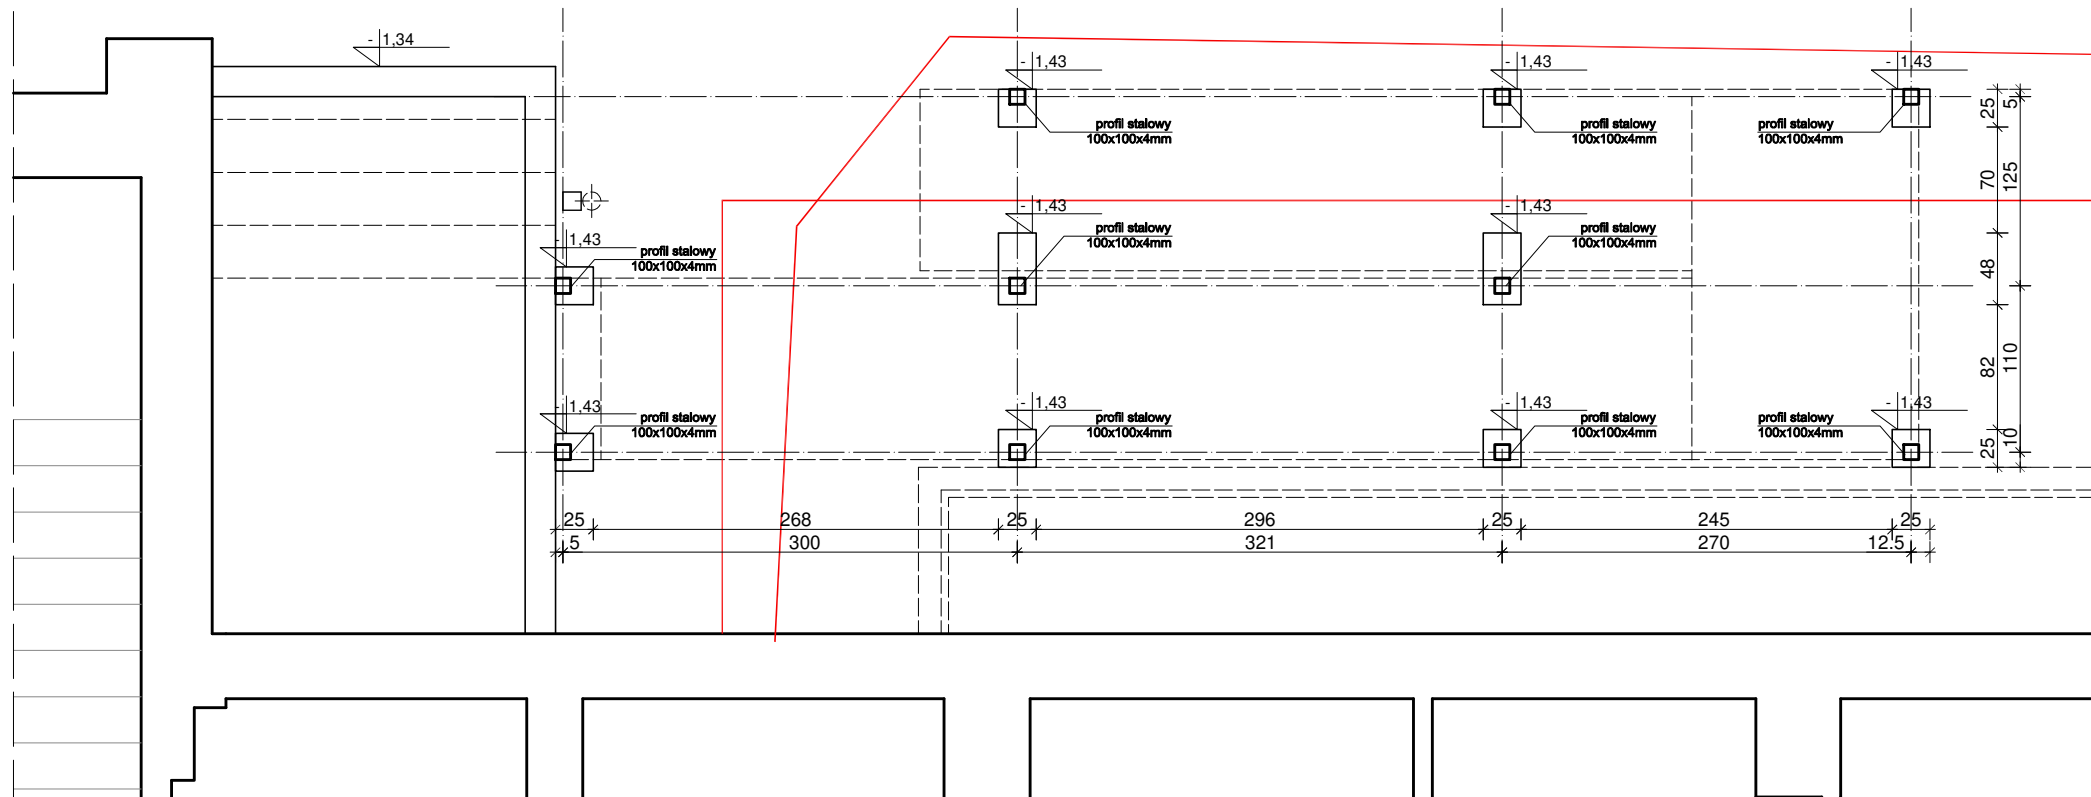 - 1,34
- 1,43
- 1,43
- 1,43
profil stalowy
100x100x4mm
profil stalowy
100x100x4mm
profil stalowy
100x100x4mm
25
5
70
125
- 1,43
- 1,43
- 1,43
profil stalowy
100x100x4mm
profil stalowy
100x100x4mm
profil stalowy
100x100x4mm
48
82
110
- 1,43
- 1,43
- 1,43
- 1,43
profil stalowy
100x100x4mm
profil stalowy
100x100x4mm
profil stalowy
100x100x4mm
profil stalowy
100x100x4mm
25
10
25
268
25
296
25
245
25
5
300
321
270
12.5